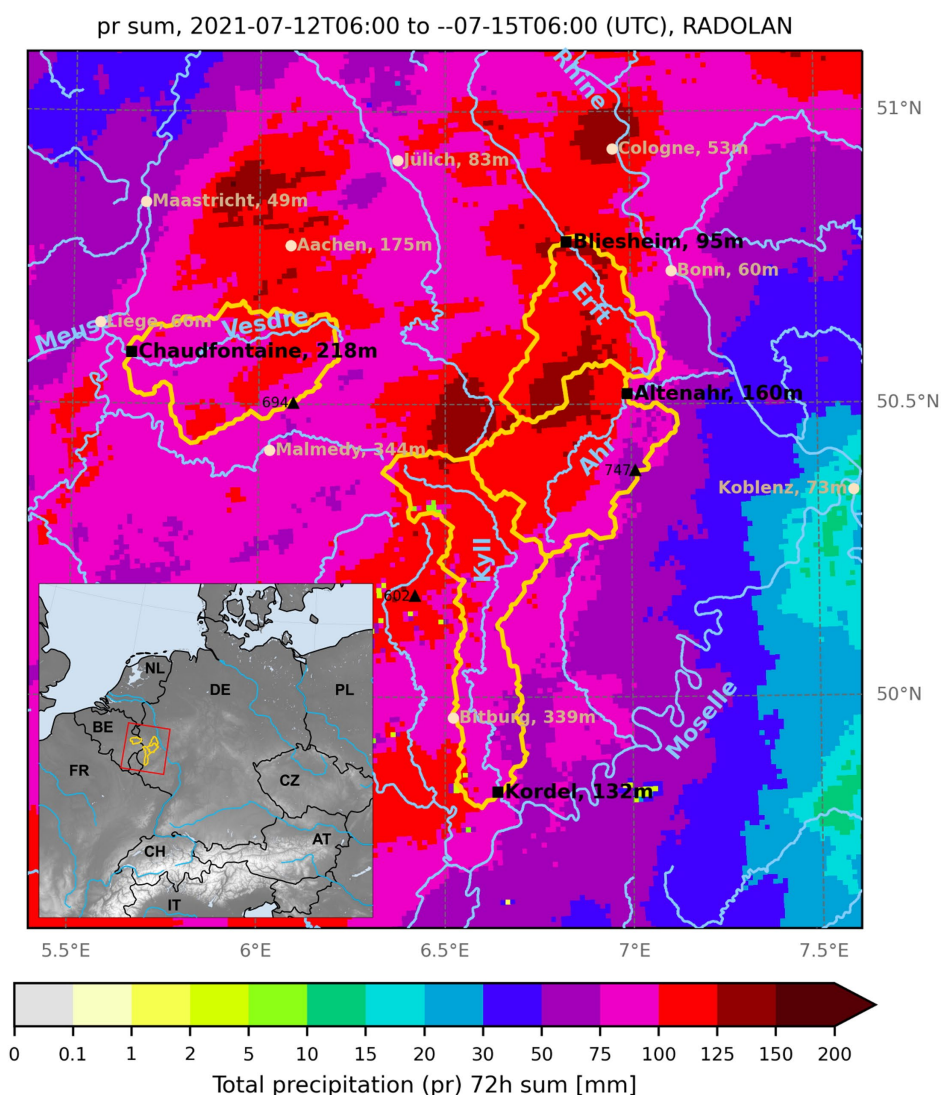 pr sum, 2021-07-12T06:00 to --07-15T06:00 (UTC), RADOLAN
Rhine
51°N
Cologne, 53m
Jülich, 83m
Maastricht, 49m
Aachen, 175m
Bliesheim, 95m
Bonn, 60m
Erft
Liege, 66m
Vesdre
Meuse
Chaudfontaine, 218m
Altenahr, 160m
50.5°N
694
Malmedy, 344m
Ahr
747
Koblenz, 73m
Kyll
602
NL
DE
PL
BE
FR
CZ
CH
AT
IT
50°N
Bitburg, 339m
Moselle
Kordel, 132m
5.5°E 6°E 6.5°E 7°E 7.5°E
0 0.1 1 2 5 10 15 20 30 50 75 100 125 150 200
Total precipitation (pr) 72h sum [mm]